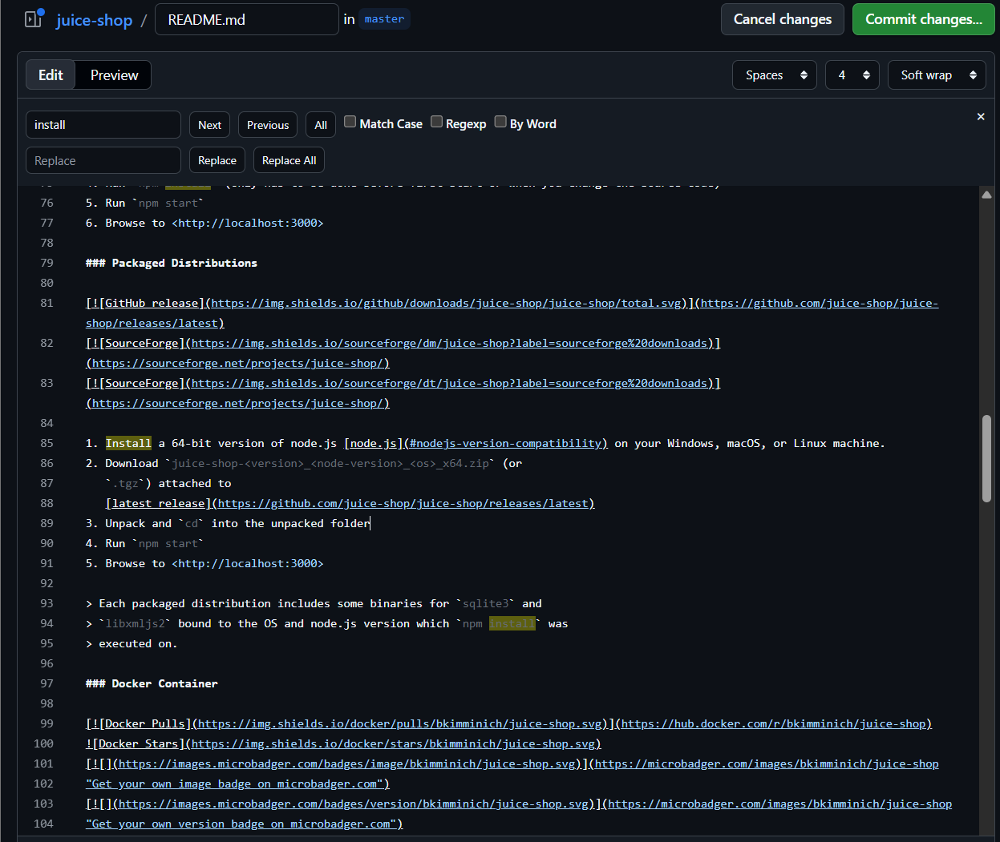 juice-shop / README.md in master Cancel changes Commit changes...
Edit Preview Spaces 4 Soft wrap
install Next Previous All Match Case Regexp By Word ×
Replace Replace Replace All
76 5. Run `npm start`
77 6. Browse to <http://localhost:3000>
78
79 ### Packaged Distributions
80
81 [![GitHub release](https://img.shields.io/github/downloads/juice-shop/juice-shop/total.svg)](https://github.com/juice-shop/juice-
shop/releases/latest)
82 [![SourceForge](https://img.shields.io/sourceforge/dm/juice-shop?label=sourceforge%20downloads)]
(https://sourceforge.net/projects/juice-shop/)
83 [![SourceForge](https://img.shields.io/sourceforge/dt/juice-shop?label=sourceforge%20downloads)]
(https://sourceforge.net/projects/juice-shop/)
84
85 1. Install a 64-bit version of node.js [node.js](#nodejs-version-compatibility) on your Windows, macOS, or Linux machine.
86 2. Download `juice-shop-<version>_<node-version>_<os>_x64.zip` (or
87 `.tgz`) attached to
88 [latest release](https://github.com/juice-shop/juice-shop/releases/latest)
89 3. Unpack and `cd` into the unpacked folder
90 4. Run `npm start`
91 5. Browse to <http://localhost:3000>
92
93 > Each packaged distribution includes some binaries for `sqlite3` and
94 > `libxmljs2` bound to the OS and node.js version which `npm install` was
95 > executed on.
96
97 ### Docker Container
98
99 [![Docker Pulls](https://img.shields.io/docker/pulls/bkimminich/juice-shop.svg)](https://hub.docker.com/r/bkimminich/juice-shop)
100 ![Docker Stars](https://img.shields.io/docker/stars/bkimminich/juice-shop.svg)
101 [![](https://images.microbadger.com/badges/image/bkimminich/juice-shop.svg)](https://microbadger.com/images/bkimminich/juice-shop
102 "Get your own image badge on microbadger.com")
103 [![](https://images.microbadger.com/badges/version/bkimminich/juice-shop.svg)](https://microbadger.com/images/bkimminich/juice-shop
104 "Get your own version badge on microbadger.com")